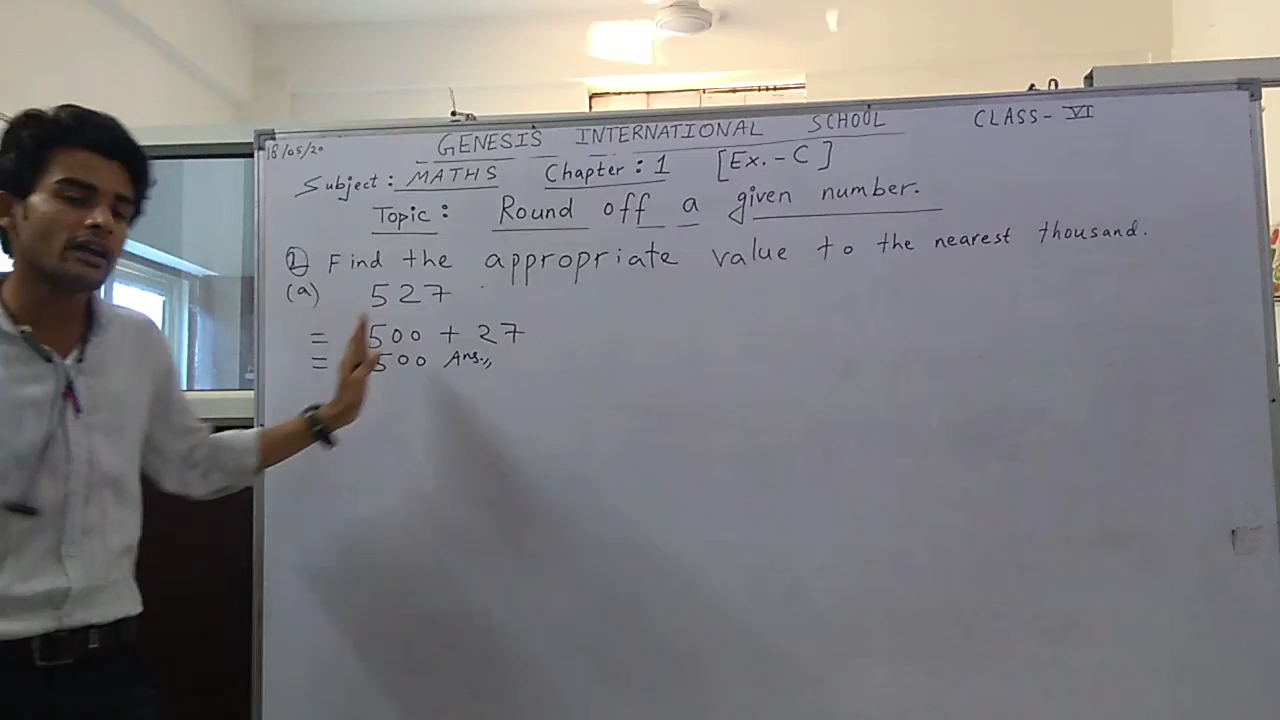 18/05/20
GENESIS INTERNATIONAL SCHOOL CLASS-VI
Subject: MATHS Chapter: 1 [Ex.-C]
Topic: Round off a given number.
② Find the appropriate value to the nearest thousand.
(a) 527
= 500 + 27
= 500 Ans.,,